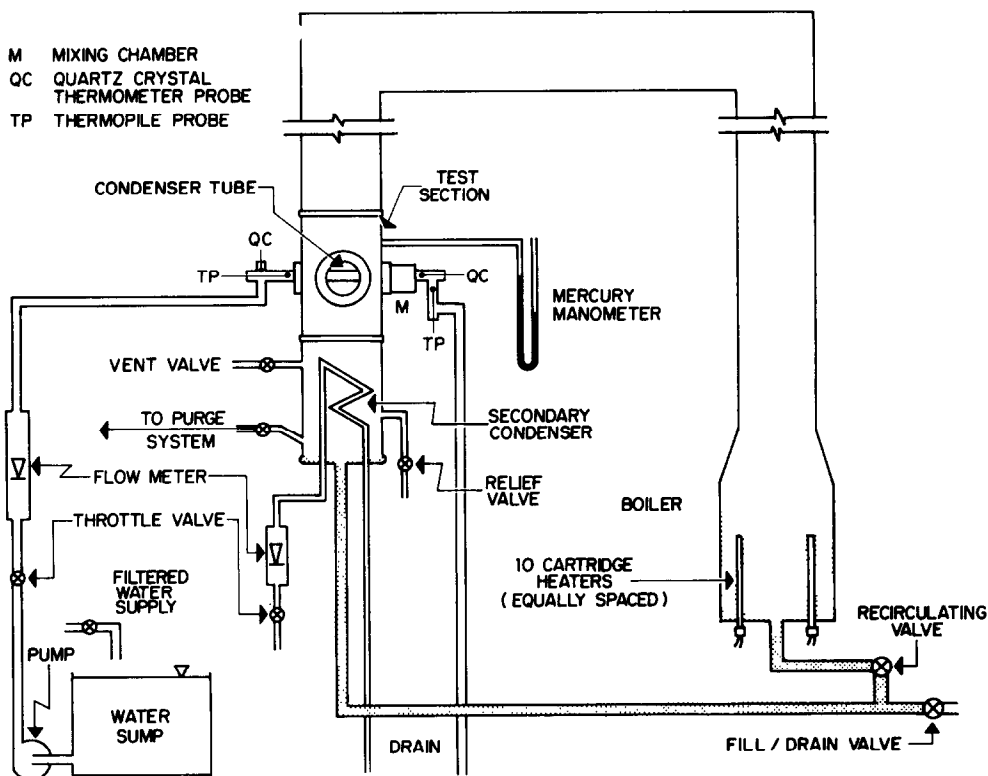 M MIXING CHAMBER
QC QUARTZ CRYSTAL
THERMOMETER PROBE
TP THERMOPILE PROBE
CONDENSER TUBE
TEST
SECTION
QC
TP
QC
M
TP
MERCURY
MANOMETER
VENT VALVE
TO PURGE
SYSTEM
SECONDARY
CONDENSER
FLOW METER
RELIEF
VALVE
BOILER
THROTTLE VALVE
FILTERED
WATER
SUPPLY
10 CARTRIDGE
HEATERS
(EQUALLY SPACED)
RECIRCULATING
VALVE
PUMP
WATER
SUMP
DRAIN
FILL / DRAIN VALVE